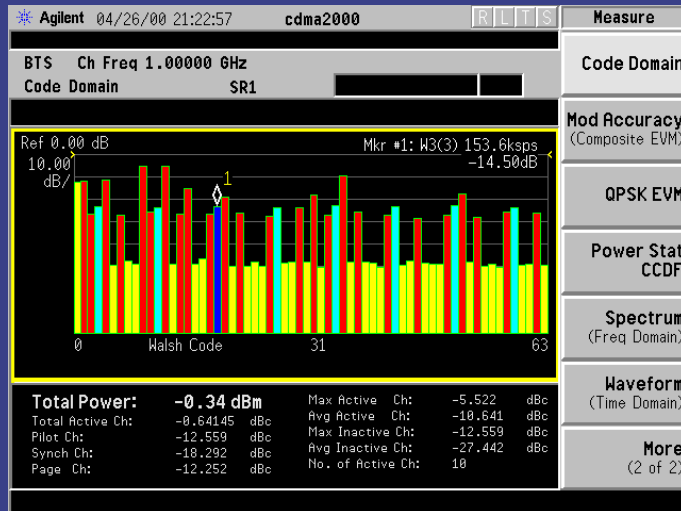 Agilent 04/26/00 21:22:57 cdma2000 R L T S
Measure
BTS Ch Freq 1.00000 GHz
Code Domain SR1
Code Domain
Mod Accuracy
(Composite EVM)
QPSK EVM
Power Stat
CCDF
Spectrum
(Freq Domain)
Waveform
(Time Domain)
More
(2 of 2)
Ref 0.00 dB
Mkr #1: W3(3) 153.6ksps
10.00
-14.50dB
dB/
1
0 Walsh Code 31 63
Total Power: -0.34 dBm
Total Active Ch: -0.64145 dBc
Pilot Ch: -12.559 dBc
Synch Ch: -18.292 dBc
Page Ch: -12.252 dBc
Max Active Ch: -5.522 dBc
Avg Active Ch: -10.641 dBc
Max Inactive Ch: -12.559 dBc
Avg Inactive Ch: -27.442 dBc
No. of Active Ch: 10